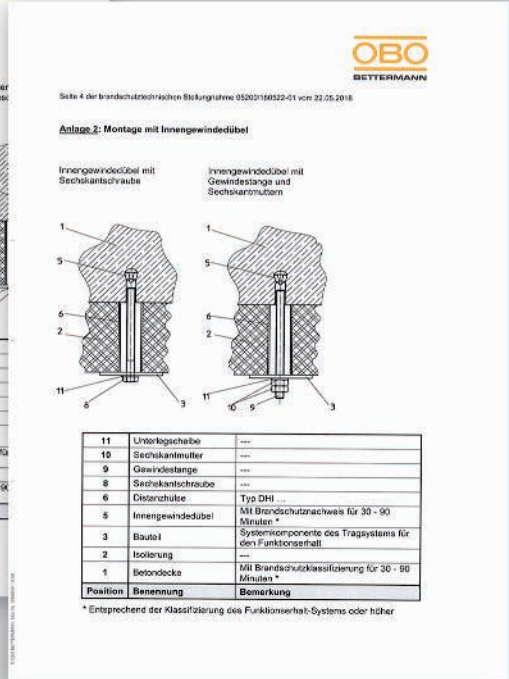 OBO
BETTERMANN
Seite 4 der brandschutztechnischen Stellungnahme 05200/180522-01 vom 22.05.2018
Anlage 2: Montage mit Innengewindedübel
Innengewindedübel mit
Sechskantschraube
Innengewindedübel mit
Gewindestange und
Sechskantmuttern
1
5
6
2
11
8
3
1
5
6
2
11
10
9
3
11 Unterlegscheibe ---
10 Sechskantmutter ---
9 Gewindestange ---
8 Sechskantschraube ---
6 Distanzhülse Typ DHI ...
5 Innengewindedübel Mit Brandschutznachweis für 30 - 90
Minuten *
3 Bauteil Systemkomponente des Tragsystems für
den Funktionserhalt
2 Isolierung ---
1 Betondecke Mit Brandschutzklassifizierung für 30 - 90
Minuten *
Position Benennung Bemerkung
* Entsprechend der Klassifizierung des Funktionserhalt-Systems oder höher